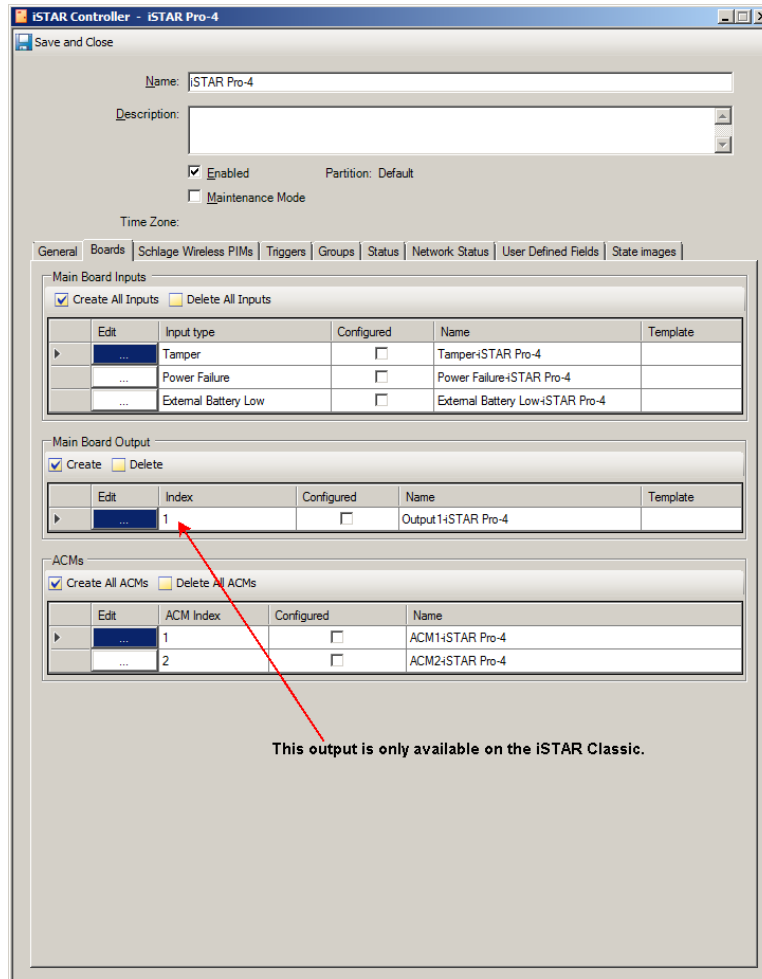 iSTAR Controller - iSTAR Pro-4
Save and Close
Name: iSTAR Pro-4
Description:
Enabled Partition: Default
Maintenance Mode
Time Zone:
General Boards Schlage Wireless PIMs Triggers Groups Status Network Status User Defined Fields State images
Main Board Inputs
Create All Inputs Delete All Inputs
Edit Input type Configured Name Template
... Tamper Tamper-iSTAR Pro-4
... Power Failure Power Failure-iSTAR Pro-4
... External Battery Low External Battery Low-iSTAR Pro-4
Main Board Output
Create Delete
Edit Index Configured Name Template
... 1 Output1-iSTAR Pro-4
ACMs
Create All ACMs Delete All ACMs
Edit ACM Index Configured Name
... 1 ACM1-iSTAR Pro-4
... 2 ACM2-iSTAR Pro-4
This output is only available on the iSTAR Classic.